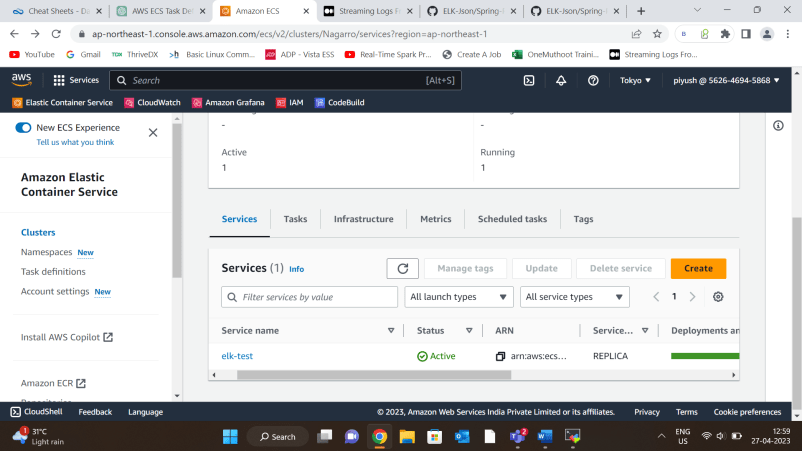 Cheat Sheets - Da
AWS ECS Task Def
Amazon ECS
Streaming Logs Fr
ELK-Json/Spring-
ELK-Json/Spring-
ap-northeast-1.console.aws.amazon.com/ecs/v2/clusters/Nagarro/services?region=ap-northeast-1
YouTube
Gmail
ThriveDX
Basic Linux Comm...
ADP - Vista ESS
Real-Time Spark Pr...
Create A Job
OneMuthoot Traini...
Streaming Logs Fro...
aws
Services
Search
[Alt+S]
Tokyo
piyush @ 5626-4694-5868
Elastic Container Service
CloudWatch
Amazon Grafana
IAM
CodeBuild
New ECS Experience
Tell us what you think
Amazon Elastic
Container Service
Clusters
Namespaces New
Task definitions
Account settings New
Install AWS Copilot
Amazon ECR
-
-
Active
Running
1
1
Services
Tasks
Infrastructure
Metrics
Scheduled tasks
Tags
Services (1) Info
Manage tags
Update
Delete service
Create
Filter services by value
All launch types
All service types
1
Service name
Status
ARN
Service...
Deployments an
elk-test
Active
arn:aws:ecs...
REPLICA
CloudShell
Feedback
Language
© 2023, Amazon Web Services India Private Limited or its affiliates.
Privacy
Terms
Cookie preferences
1
31°C
Light rain
Search
2
ENG
US
12:59
27-04-2023